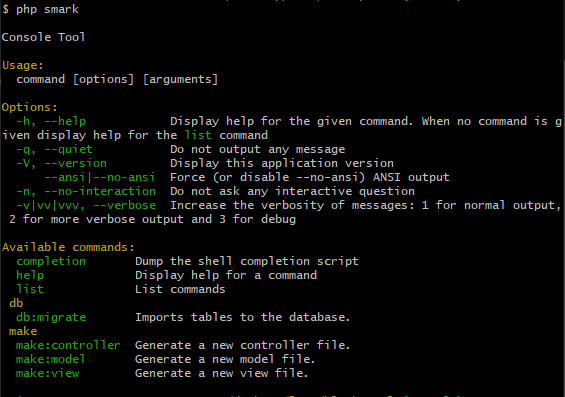 $ php smark
Console Tool
Usage:
  command [options] [arguments]
Options:
  -h, --help            Display help for the given command. When no command is g
iven display help for the list command
  -q, --quiet           Do not output any message
  -V, --version         Display this application version
      --ansi|--no-ansi  Force (or disable --no-ansi) ANSI output
  -n, --no-interaction  Do not ask any interactive question
  -v|vv|vvv, --verbose  Increase the verbosity of messages: 1 for normal output,
 2 for more verbose output and 3 for debug
Available commands:
  completion       Dump the shell completion script
  help             Display help for a command
  list             List commands
 db
  db:migrate       Imports tables to the database.
 make
  make:controller  Generate a new controller file.
  make:model       Generate a new model file.
  make:view        Generate a new view file.